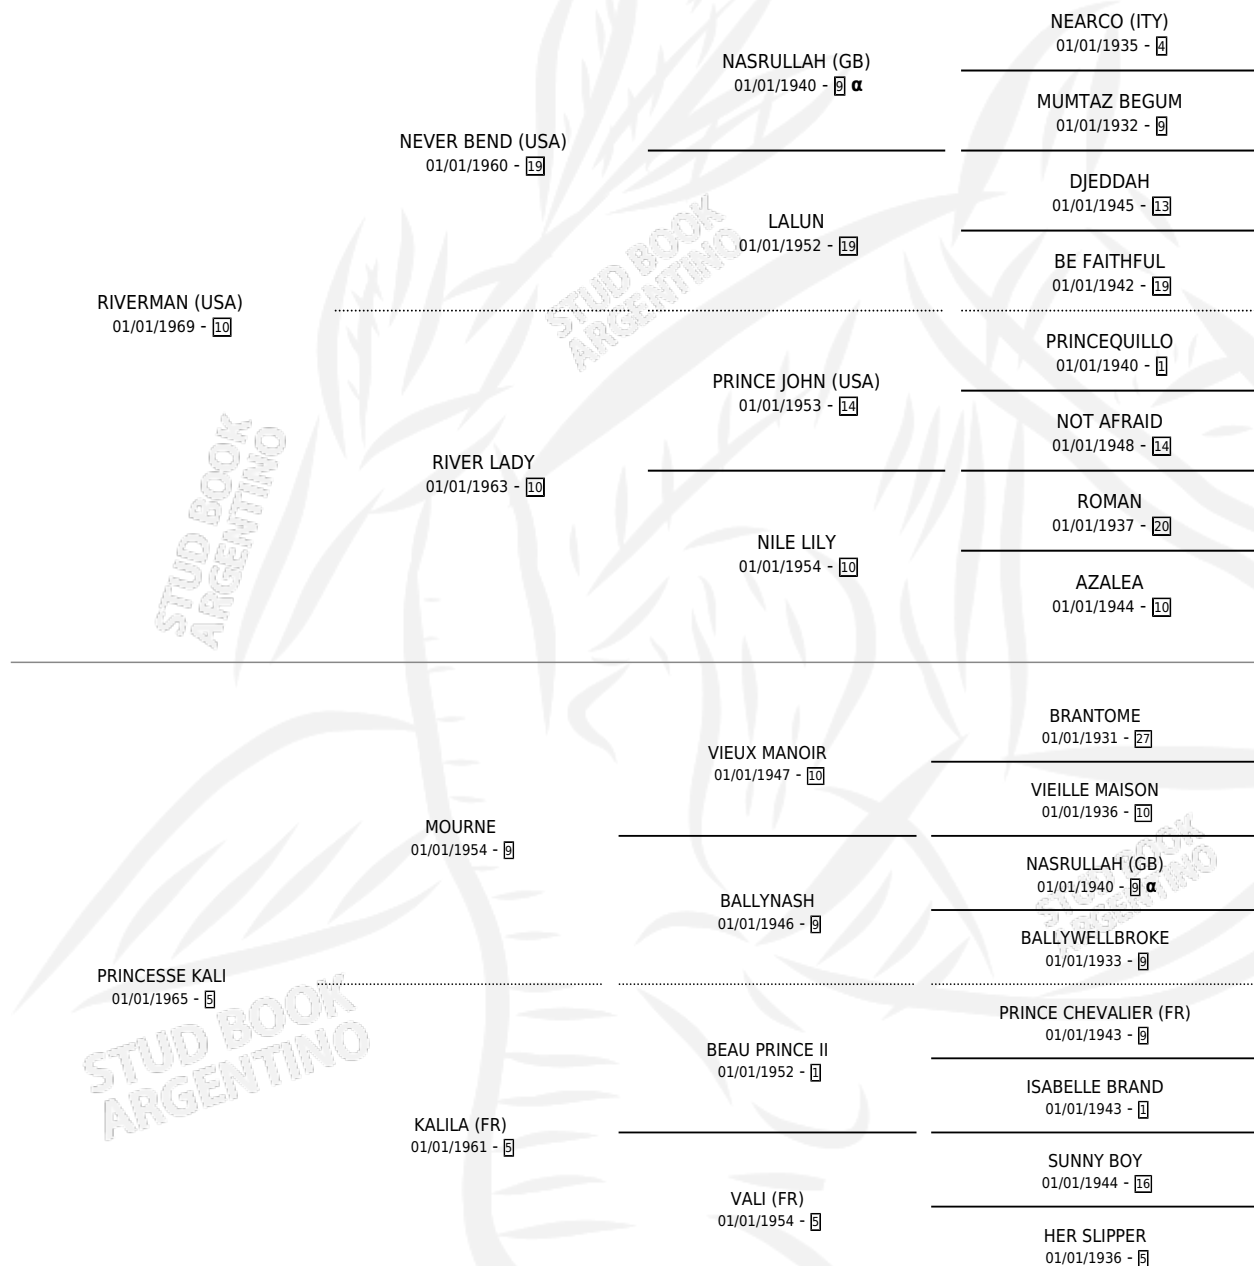 NEARCO (ITY)
01/01/1935 - 4
NASRULLAH (GB)
01/01/1940 - 9 α
MUMTAZ BEGUM
01/01/1932 - 9
NEVER BEND (USA)
01/01/1960 - 19
DJEDDAH
01/01/1945 - 13
LALUN
01/01/1952 - 19
BE FAITHFUL
01/01/1942 - 19
RIVERMAN (USA)
01/01/1969 - 10
PRINCEQUILLO
01/01/1940 - 1
PRINCE JOHN (USA)
01/01/1953 - 14
NOT AFRAID
01/01/1948 - 14
RIVER LADY
01/01/1963 - 10
ROMAN
01/01/1937 - 20
NILE LILY
01/01/1954 - 10
AZALEA
01/01/1944 - 10
BRANTOME
01/01/1931 - 27
VIEUX MANOIR
01/01/1947 - 10
VIEILLE MAISON
01/01/1936 - 10
MOURNE
01/01/1954 - 9
NASRULLAH (GB)
01/01/1940 - 9 α
BALLYNASH
01/01/1946 - 9
BALLYWELLBROKE
01/01/1933 - 9
PRINCESSE KALI
01/01/1965 - 5
PRINCE CHEVALIER (FR)
01/01/1943 - 9
BEAU PRINCE II
01/01/1952 - 1
ISABELLE BRAND
01/01/1943 - 1
KALILA (FR)
01/01/1961 - 5
SUNNY BOY
01/01/1944 - 16
VALI (FR)
01/01/1954 - 5
HER SLIPPER
01/01/1936 - 5
STUD BOOK
ARGENTINO
STUD BOOK
ARGENTINO
STUD BOOK
ARGENTINO
STUD BOOK
ARGENTINO